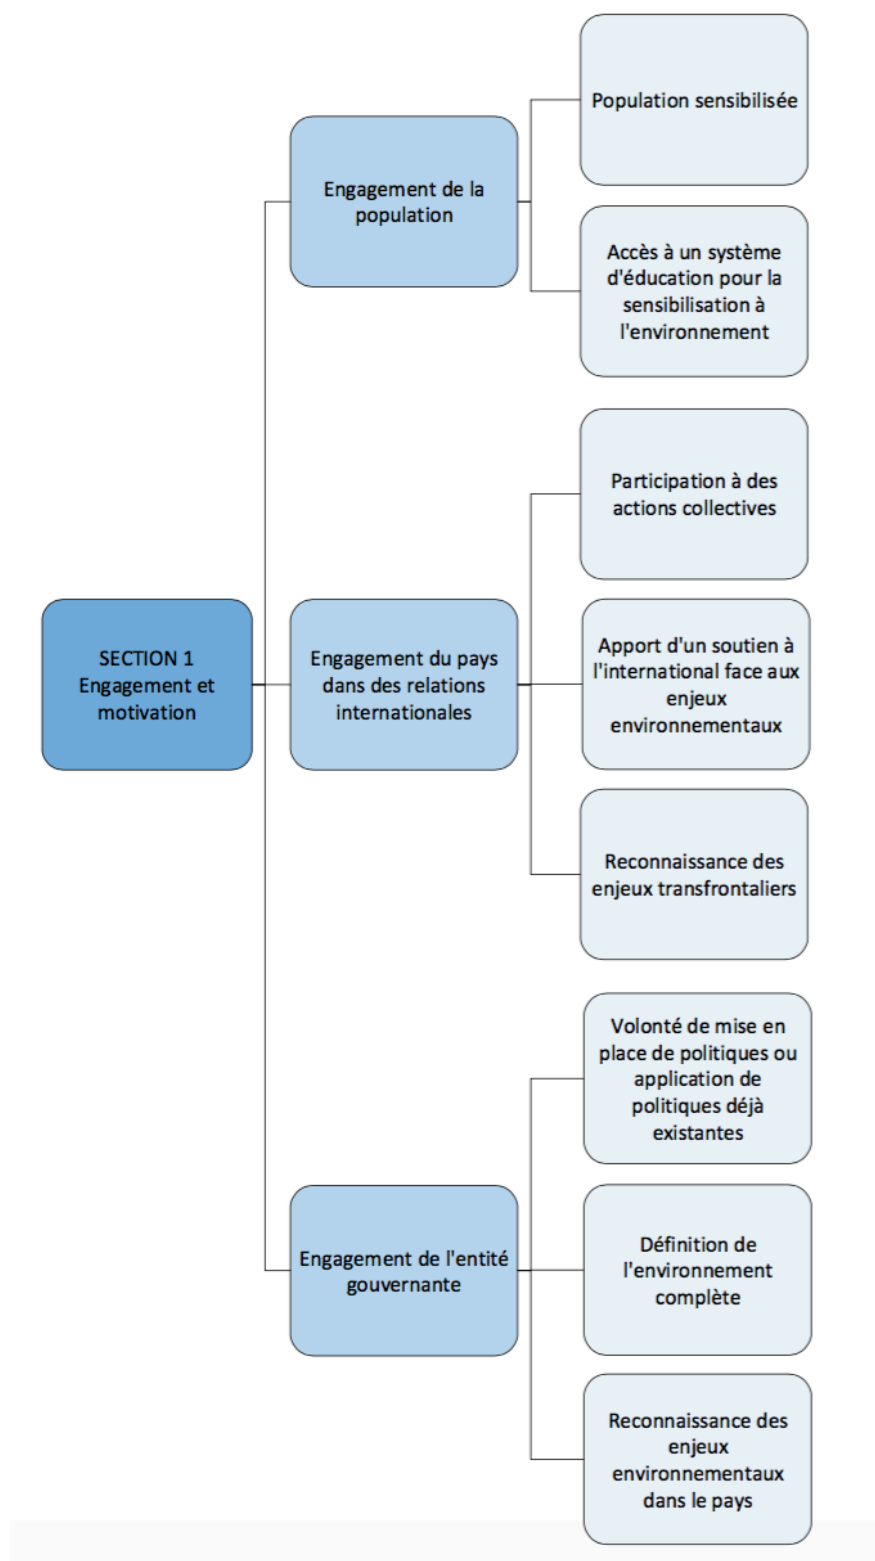 SECTION 1
Engagement et
motivation
Engagement de la
population
Population sensibilisée
Accès à un système
d'éducation pour la
sensibilisation à
l'environnement
Engagement du pays
dans des relations
internationales
Participation à des
actions collectives
Apport d'un soutien à
l'international face aux
enjeux
environnementaux
Reconnaissance des
enjeux transfrontaliers
Engagement de l'entité
gouvernante
Volonté de mise en
place de politiques ou
application de
politiques déjà
existantes
Définition de
l'environnement
complète
Reconnaissance des
enjeux
environnementaux
dans le pays